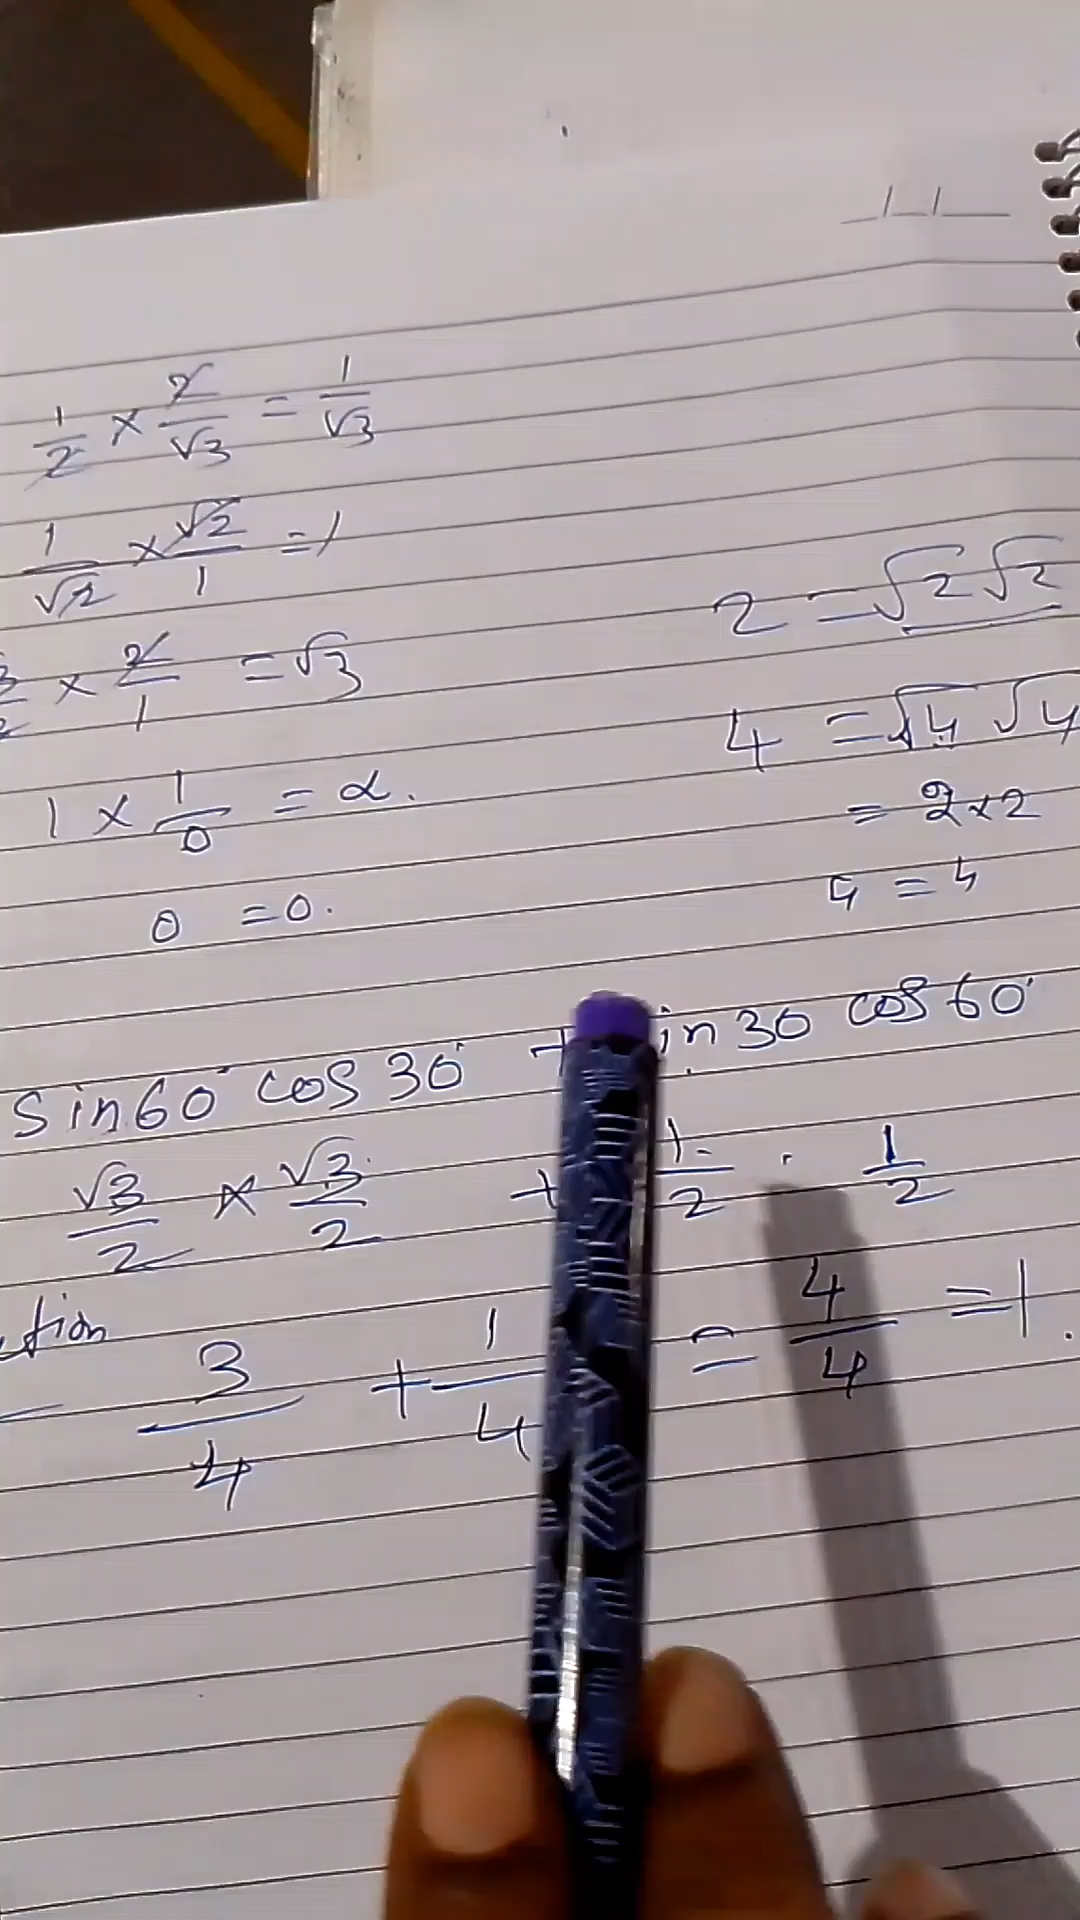 1/2 × 2/√3 = 1/√3
1/√2 × √2/1 = 1
× 2/1 = √3
2 = √2 √2
4 = √4 √4
1 × 1/0 = α.
= 2×2
0 = 0.
4 = 4
Sin60° cos 30° + in 30 cos 60°
√3/2 × √3/2 + 1/2 · 1/2
tion
3/4 + 1/4 = 4/4 = 1.